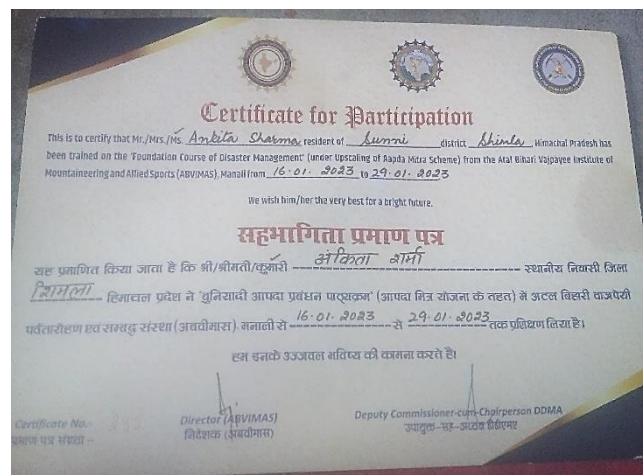 Certificate for Participation
This is to certify that Mr./Mrs./Ms. Ankita Sharma resident of Sunni district Shimla, Himachal Pradesh has
been trained on the 'Foundation Course of Disaster Management' (under Upscaling of Aapda Mitra Scheme) from the Atal Bihari Vajpayee Institute of
Mountaineering and Allied Sports (ABVIMAS), Manali from 16.01.2023 to 29.01.2023
We wish him/her the very best for a bright future.
सहभागिता प्रमाण पत्र
यह प्रमाणित किया जाता है कि श्री/श्रीमती/कुमारी अंकिता शर्मा स्थानीय निवासी जिला
शिमला हिमाचल प्रदेश ने 'बुनियादी आपदा प्रबंधन पाठ्यक्रम' (आपदा मित्र योजना के तहत) में अटल बिहारी वाजपेयी
पर्वतारोहण एवं सम्बद्ध संस्था (अबवीमास), मनाली से 16.01.2023 से 29.01.2023 तक प्रशिक्षण लिया है।
हम इनके उज्जवल भविष्य की कामना करते है।
Certificate No.-
प्रमाण पत्र संख्या -
Director (ABVIMAS)
निदेशक (अबवीमास)
Deputy Commissioner-cum-Chairperson DDMA
उपायुक्त-सह-अध्यक्ष डीडीएमए